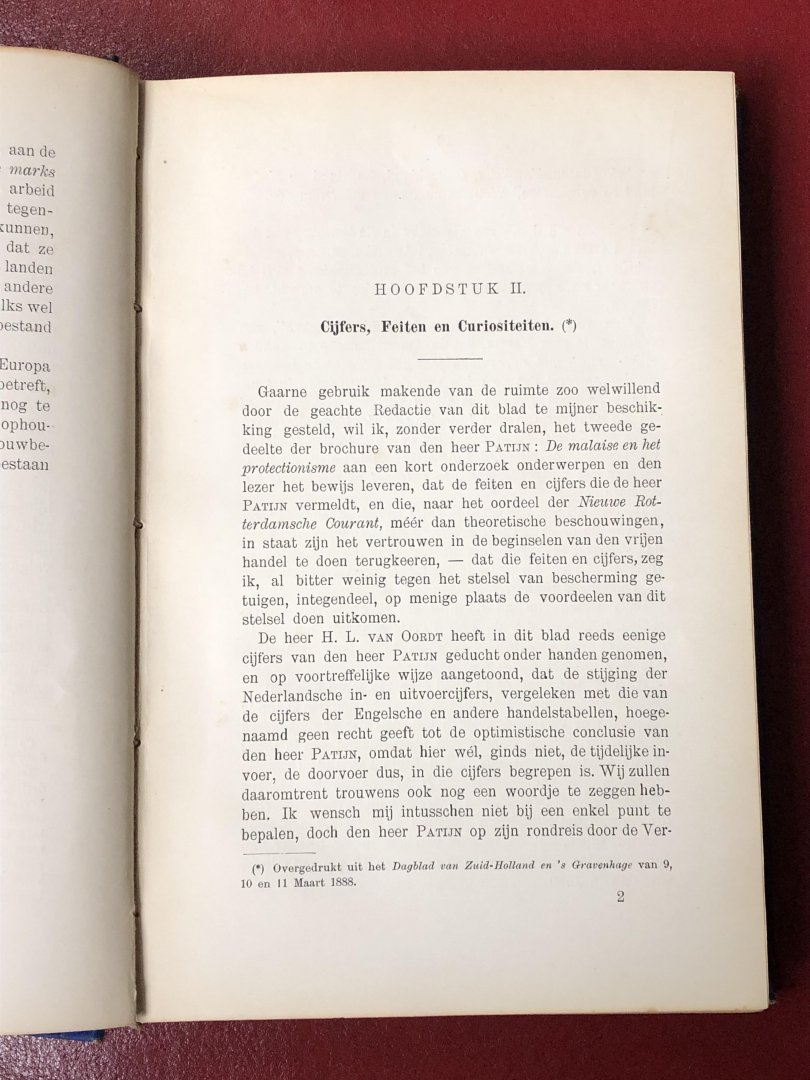 aan de
marks
arbeid
tegen-
kunnen,
dat ze
landen
andere
lks wel
bestand
Europa
betreft,
nog te
ophou-
ouwbe-
estaan
HOOFDSTUK II.
Cijfers, Feiten en Curiositeiten. (*)
Gaarne gebruik makende van de ruimte zoo welwillend
door de geachte Redactie van dit blad te mijner beschik-
king gesteld, wil ik, zonder verder dralen, het tweede ge-
deelte der brochure van den heer PATIJN: De malaise en het
protectionisme aan een kort onderzoek onderwerpen en den
lezer het bewijs leveren, dat de feiten en cijfers die de heer
PATIJN vermeldt, en die, naar het oordeel der Nieuwe Rot-
terdamsche Courant, méér dan theoretische beschouwingen,
in staat zijn het vertrouwen in de beginselen van den vrijen
handel te doen terugkeeren, — dat die feiten en cijfers, zeg
ik, al bitter weinig tegen het stelsel van bescherming ge-
tuigen, integendeel, op menige plaats de voordeelen van dit
stelsel doen uitkomen.
De heer H. L. VAN OORDT heeft in dit blad reeds eenige
cijfers van den heer PATIJN geducht onder handen genomen,
en op voortreffelijke wijze aangetoond, dat de stijging der
Nederlandsche in- en uitvoercijfers, vergeleken met die van
de cijfers der Engelsche en andere handelstabellen, hoege-
naamd geen recht geeft tot de optimistische conclusie van
den heer PATIJN, omdat hier wél, ginds niet, de tijdelijke in-
voer, de doorvoer dus, in die cijfers begrepen is. Wij zullen
daaromtrent trouwens ook nog een woordje te zeggen heb-
ben. Ik wensch mij intusschen niet bij een enkel punt te
bepalen, doch den heer PATIJN op zijn rondreis door de Ver-
(*) Overgedrukt uit het Dagblad van Zuid-Holland en 's Gravenhage van 9,
10 en 11 Maart 1888.
2